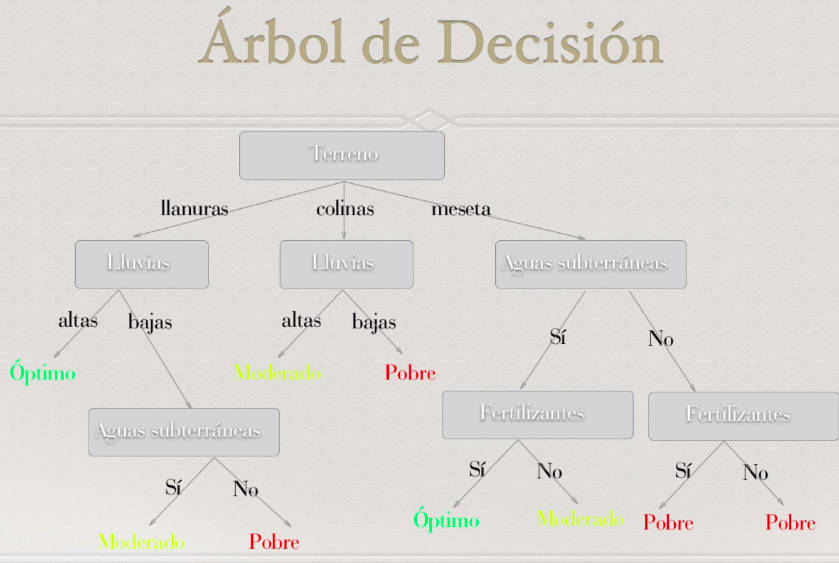 Árbol de Decisión
Terreno
llanuras colinas meseta
Lluvias Lluvias Aguas subterráneas
altas bajas altas bajas Sí No
Óptimo Moderado Pobre
Aguas subterráneas Fertilizantes Fertilizantes
Sí No Sí No Sí No
Óptimo Moderado Pobre Pobre
Moderado Pobre